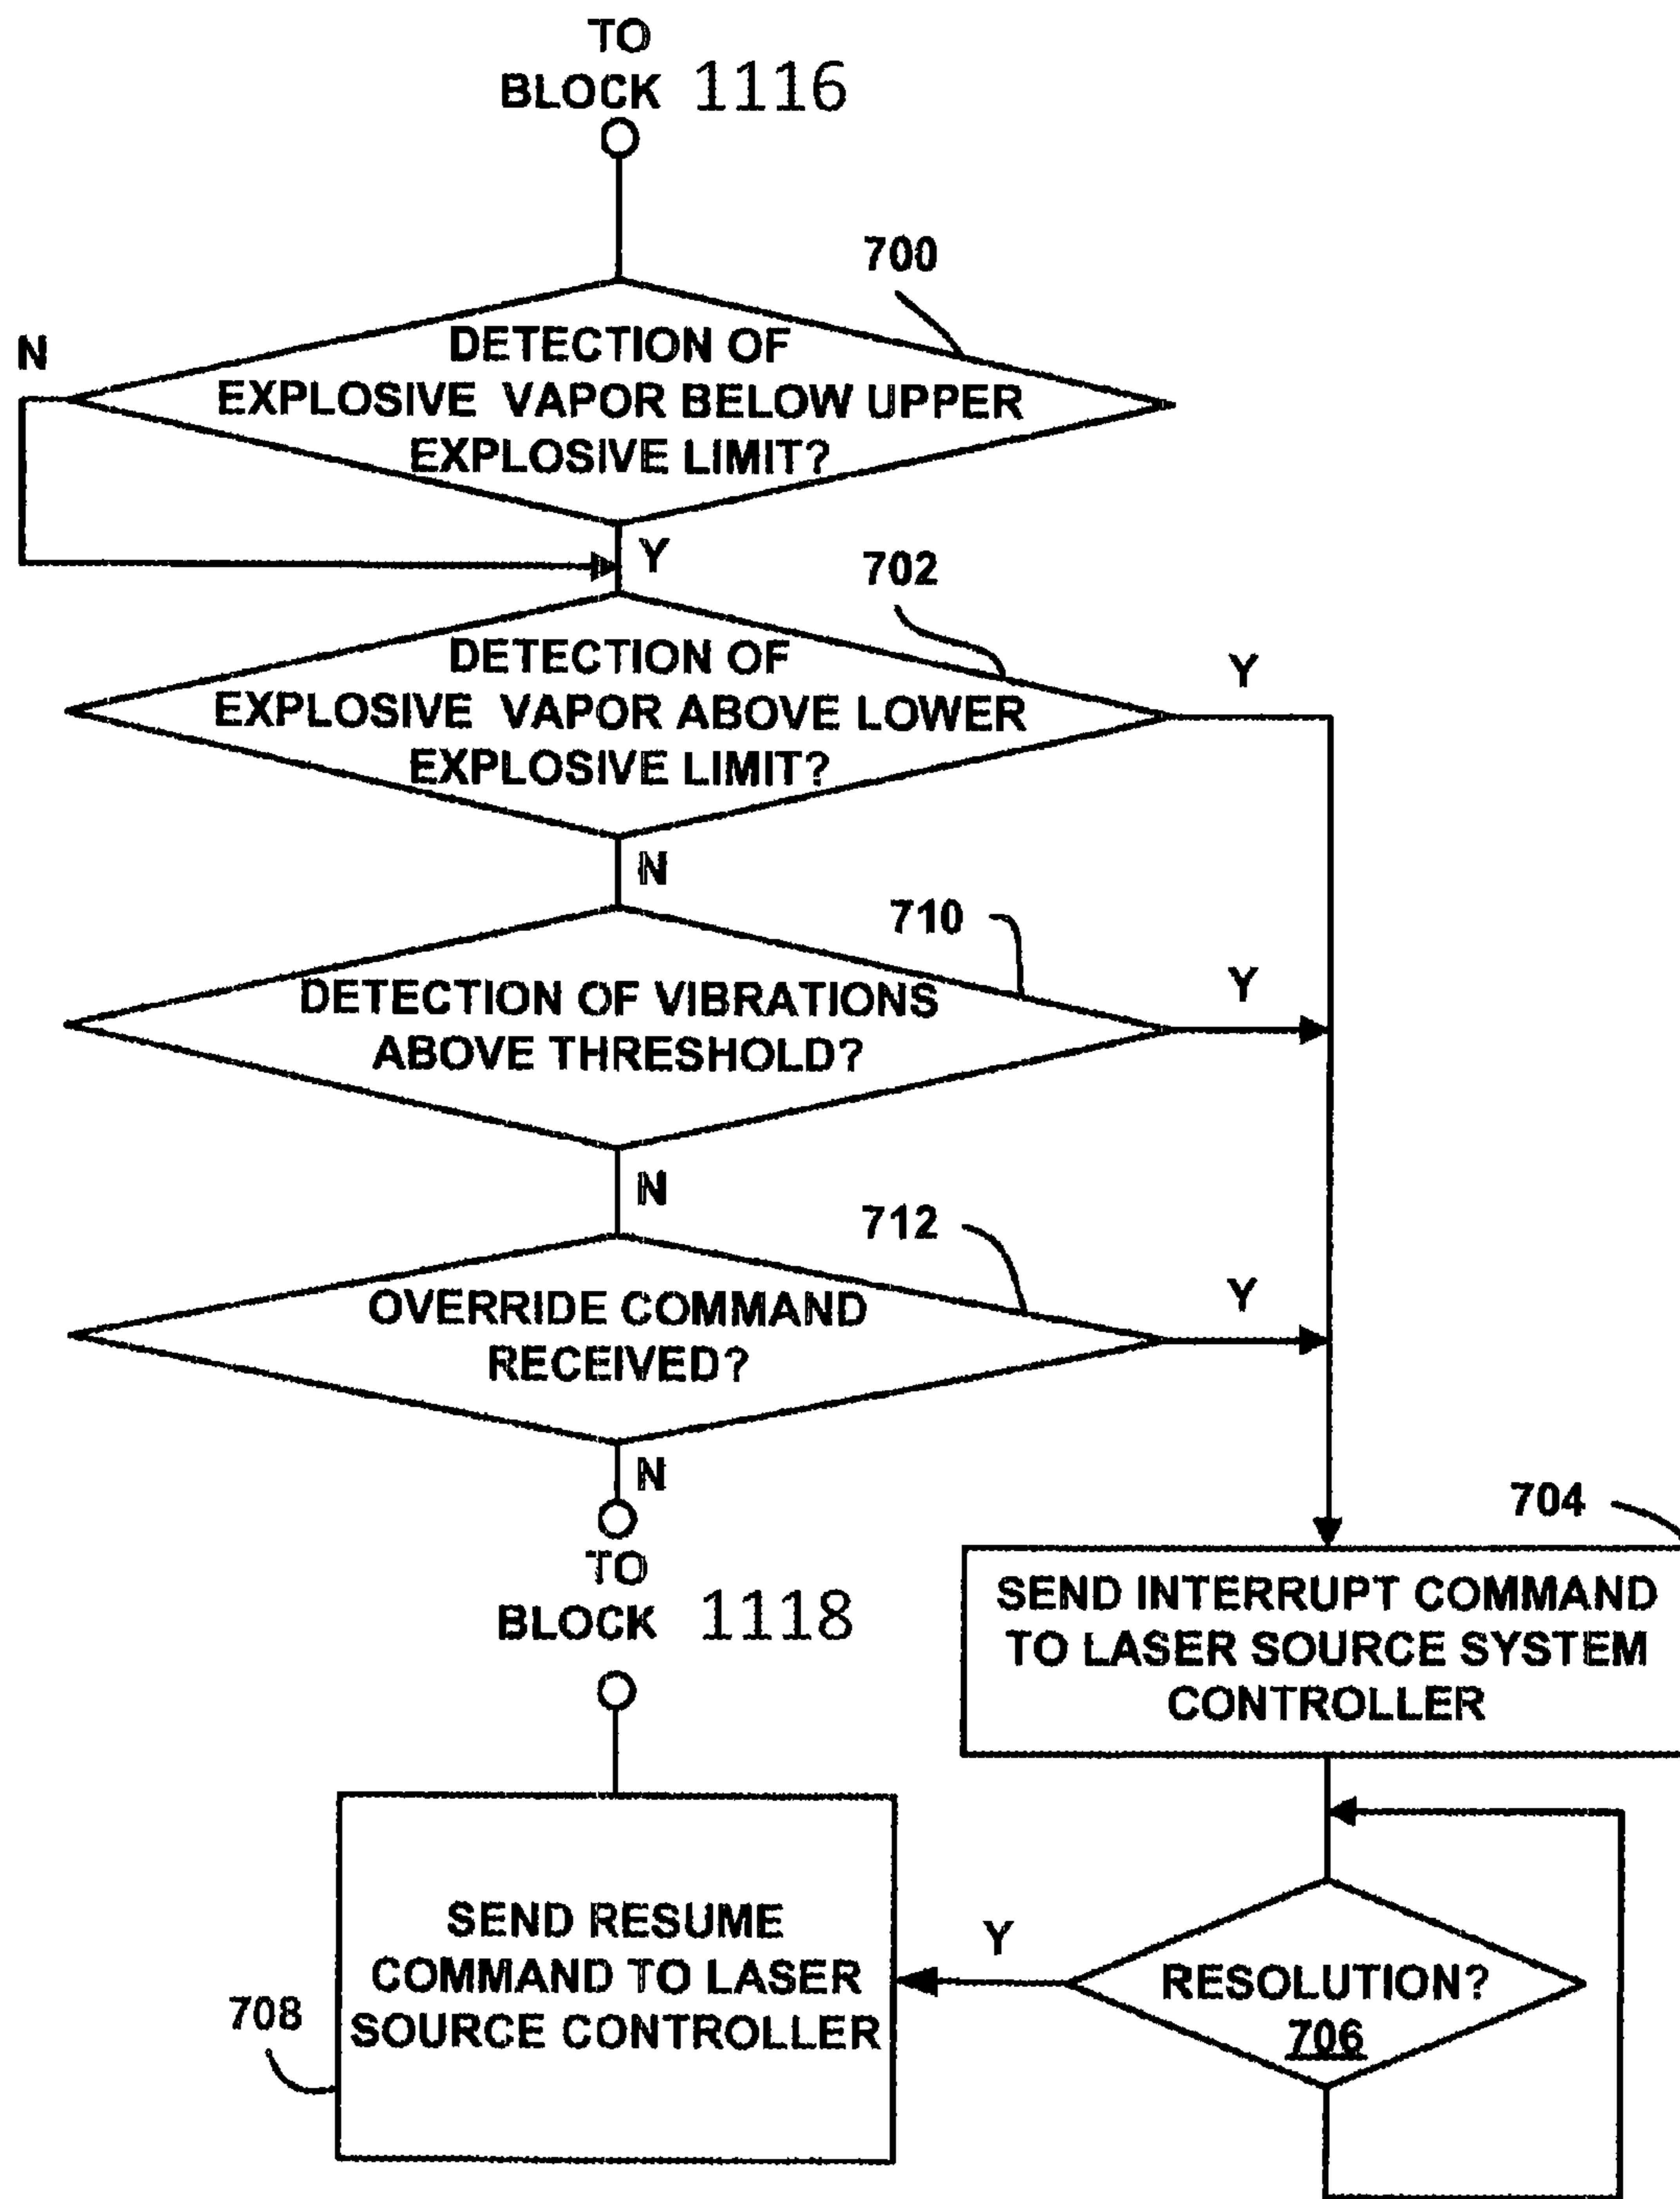 TO
BLOCK 1116
700
N
DETECTION OF
EXPLOSIVE VAPOR BELOW UPPER
EXPLOSIVE LIMIT?
Y
702
DETECTION OF
EXPLOSIVE VAPOR ABOVE LOWER
EXPLOSIVE LIMIT?
Y
N
710
DETECTION OF VIBRATIONS
ABOVE THRESHOLD?
Y
N
712
OVERRIDE COMMAND
RECEIVED?
Y
N
TO
BLOCK 1118
704
SEND INTERRUPT COMMAND
TO LASER SOURCE SYSTEM
CONTROLLER
SEND RESUME
COMMAND TO LASER
SOURCE CONTROLLER
708
Y
RESOLUTION?
706